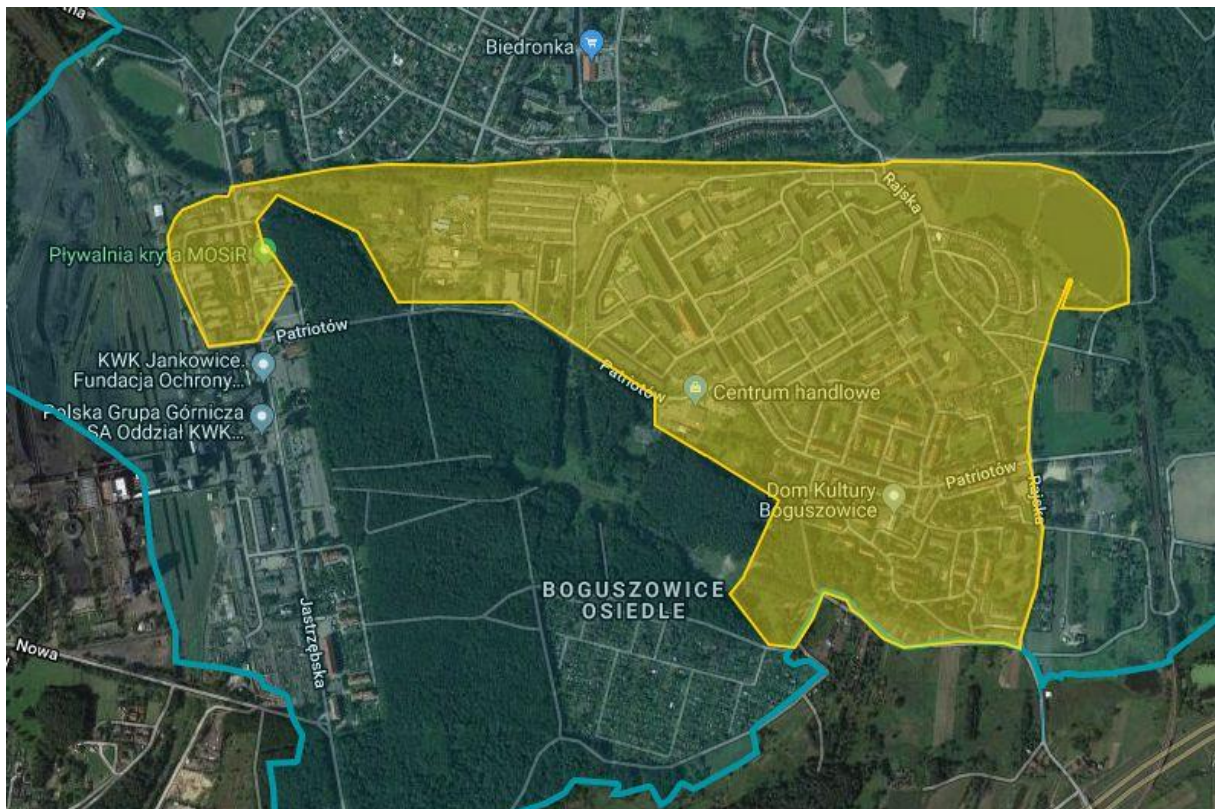 Biedronka
Rajska
Pływalnia kryta MOSiR
Patriotów
KWK Jankowice.
Fundacja Ochrony...
Polska Grupa Górnicza
SA Oddział KWK...
Patriotów
Centrum handlowe
Patriotów
Rajska
Dom Kultury
Boguszowice
BOGUSZOWICE
OSIEDLE
Jastrzębska
Nowa